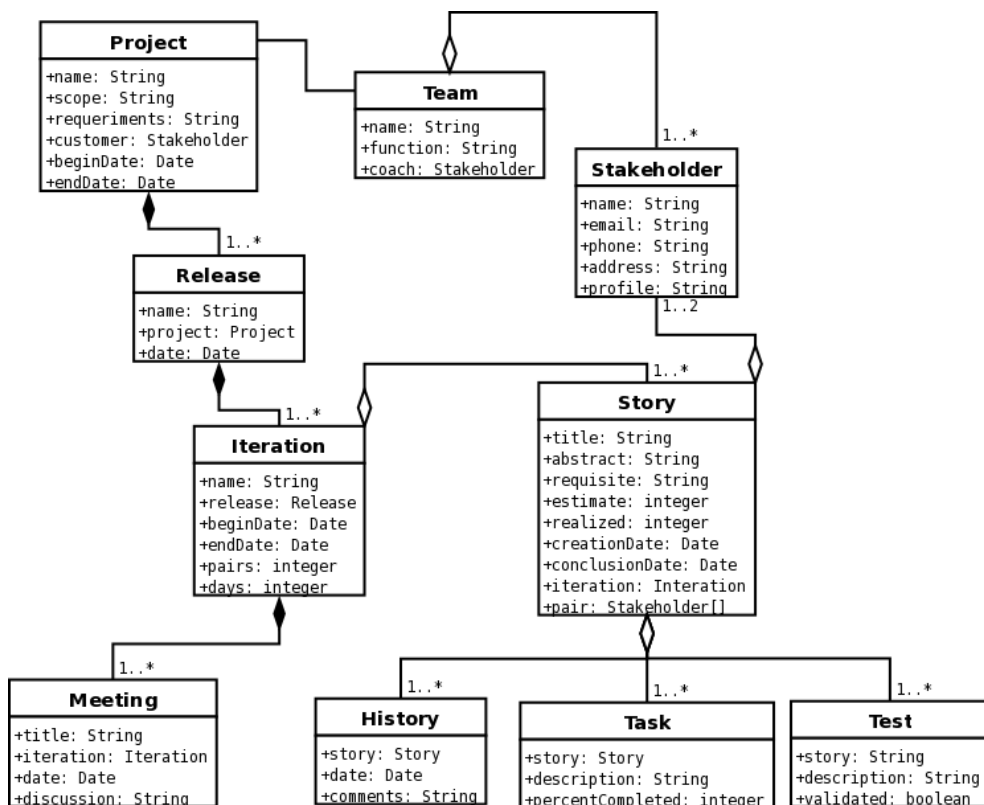 Project
+name: String
+scope: String
+requeriments: String
+customer: Stakeholder
+beginDate: Date
+endDate: Date
Team
+name: String
+function: String
+coach: Stakeholder
1..*
Stakeholder
+name: String
+email: String
+phone: String
+address: String
+profile: String
1..2
1..*
Release
+name: String
+project: Project
+date: Date
1..*
Iteration
+name: String
+release: Release
+beginDate: Date
+endDate: Date
+pairs: integer
+days: integer
1..*
Story
+title: String
+abstract: String
+requisite: String
+estimate: integer
+realized: integer
+creationDate: Date
+conclusionDate: Date
+iteration: Interation
+pair: Stakeholder[]
1..*
Meeting
+title: String
+iteration: Iteration
+date: Date
+discussion: String
1..*
History
+story: Story
+date: Date
+comments: String
1..*
Task
+story: Story
+description: String
+percentCompleted: integer
1..*
Test
+story: String
+description: String
+validated: boolean